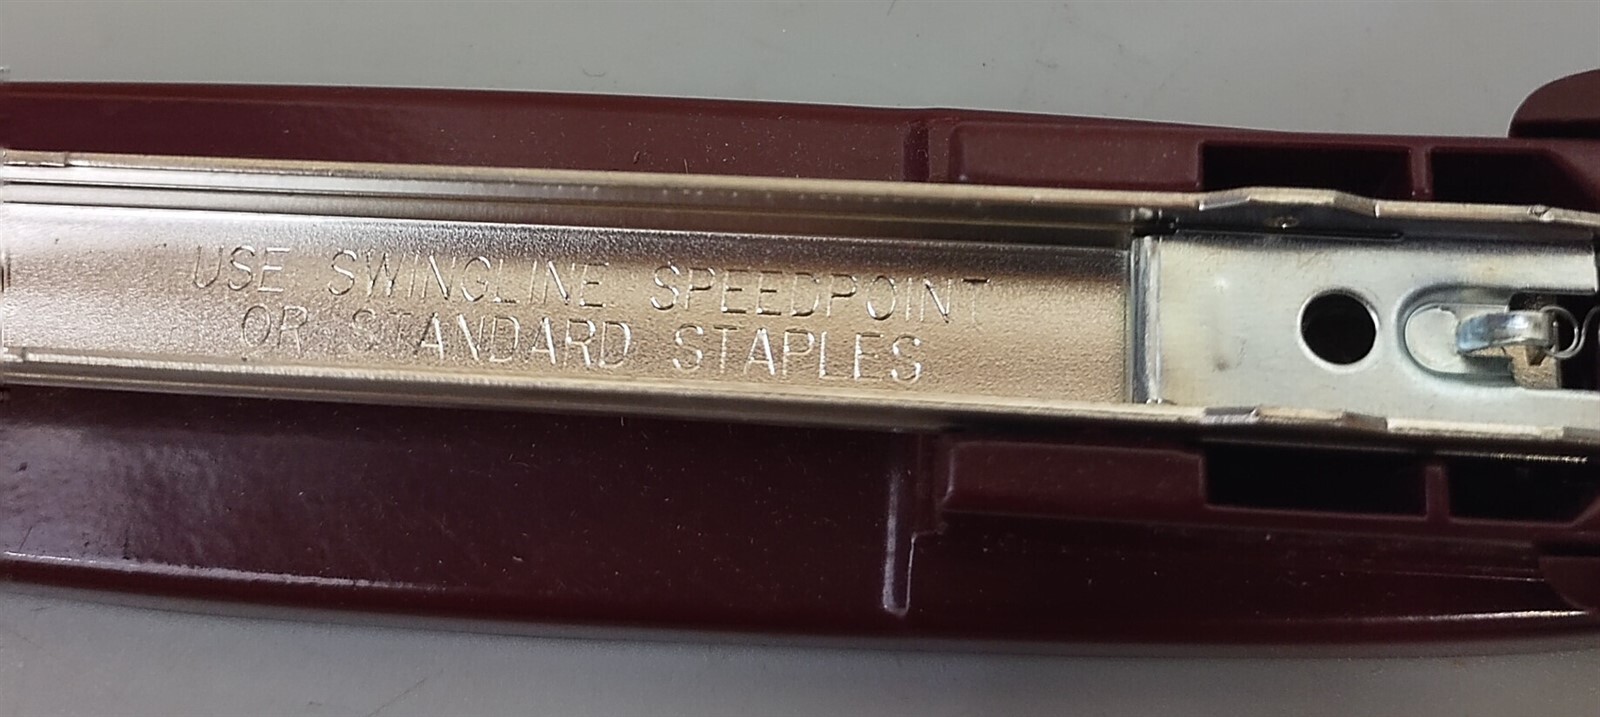 USE SWINGLINE SPEEDPOINT
OR STANDARD STAPLES